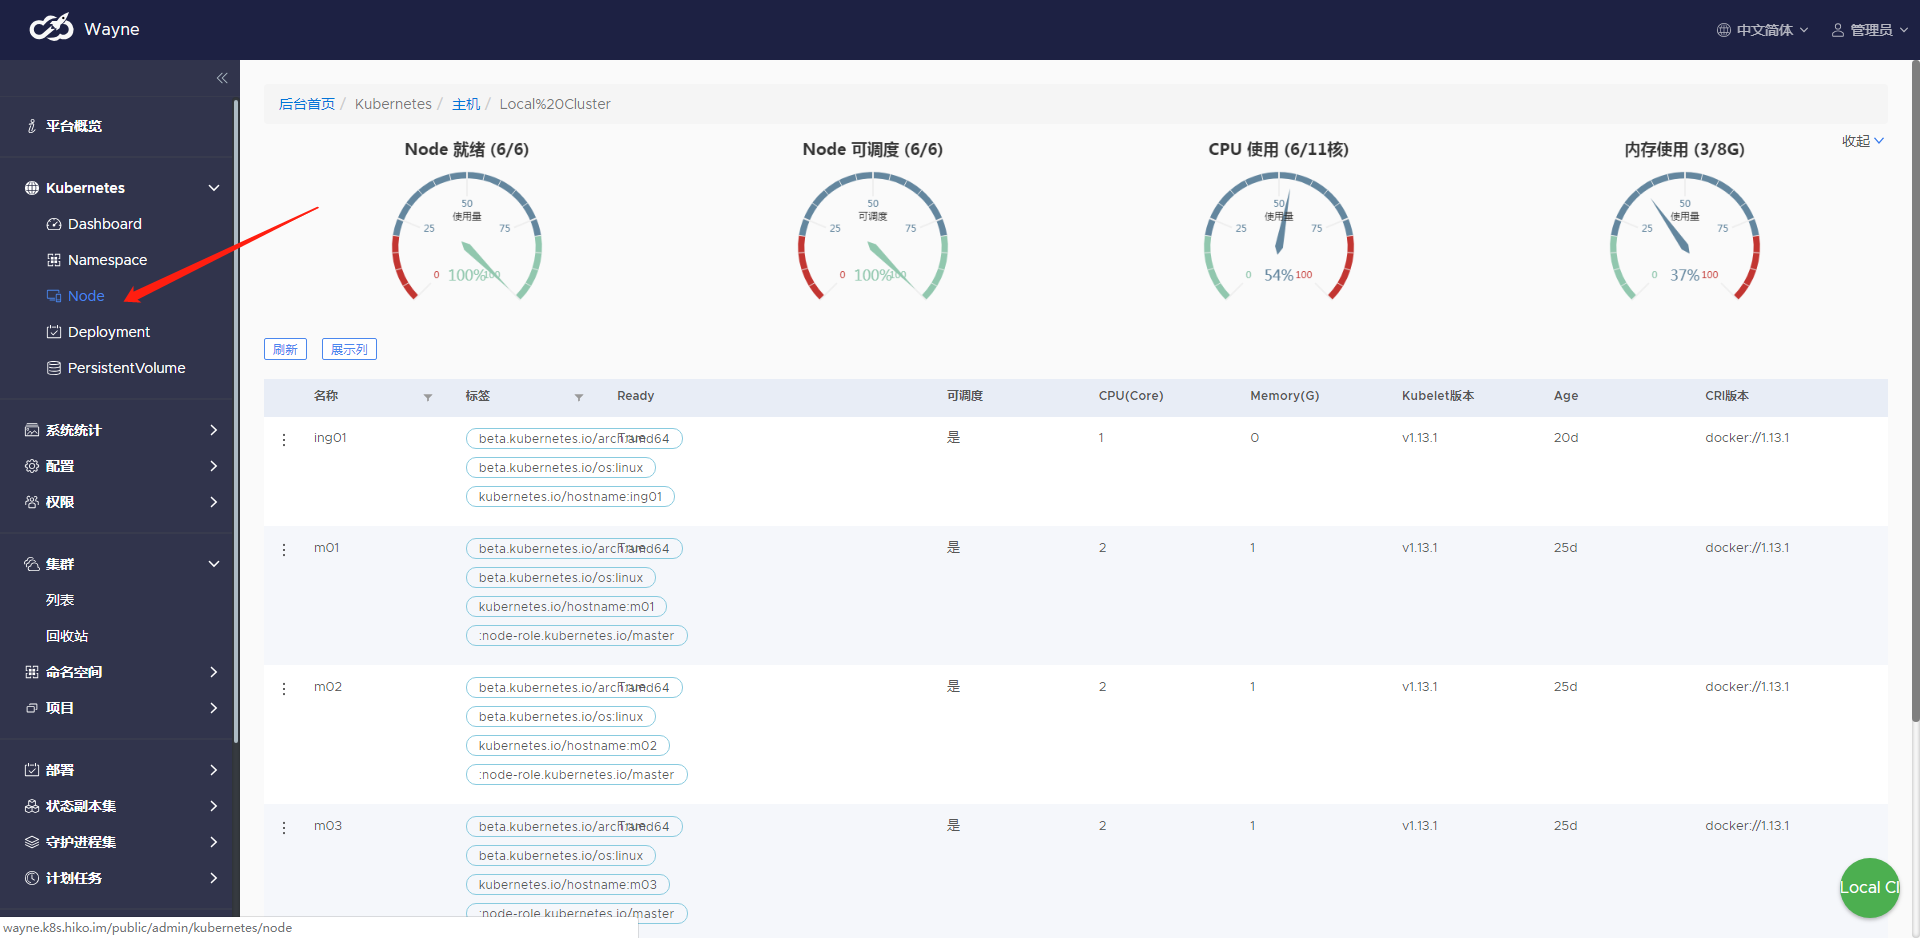 Wayne
中文简体
管理员
平台概览
Kubernetes
Dashboard
Namespace
Node
Deployment
PersistentVolume
系统统计
配置
权限
集群
列表
回收站
命名空间
项目
部署
状态副本集
守护进程集
计划任务
后台首页 / Kubernetes / 主机 / Local%20Cluster
收起
Node 就绪 (6/6)
0 25 50 75 100
使用量
100%
Node 可调度 (6/6)
0 25 50 75 100
可调度
100%
CPU 使用 (6/11核)
0 25 50 75 100
使用量
54%
内存使用 (3/8G)
0 25 50 75 100
使用量
37%
刷新 展示列
名称 标签 Ready 可调度 CPU(Core) Memory(G) Kubelet版本 Age CRI版本
ing01 beta.kubernetes.io/arch:amd64 True 是 1 0 v1.13.1 20d docker://1.13.1
beta.kubernetes.io/os:linux
kubernetes.io/hostname:ing01
m01 beta.kubernetes.io/arch:amd64 True 是 2 1 v1.13.1 25d docker://1.13.1
beta.kubernetes.io/os:linux
kubernetes.io/hostname:m01
:node-role.kubernetes.io/master
m02 beta.kubernetes.io/arch:amd64 True 是 2 1 v1.13.1 25d docker://1.13.1
beta.kubernetes.io/os:linux
kubernetes.io/hostname:m02
:node-role.kubernetes.io/master
m03 beta.kubernetes.io/arch:amd64 True 是 2 1 v1.13.1 25d docker://1.13.1
beta.kubernetes.io/os:linux
kubernetes.io/hostname:m03
:node-role.kubernetes.io/master
Local Cl
wayne.k8s.hiko.im/public/admin/kubernetes/node